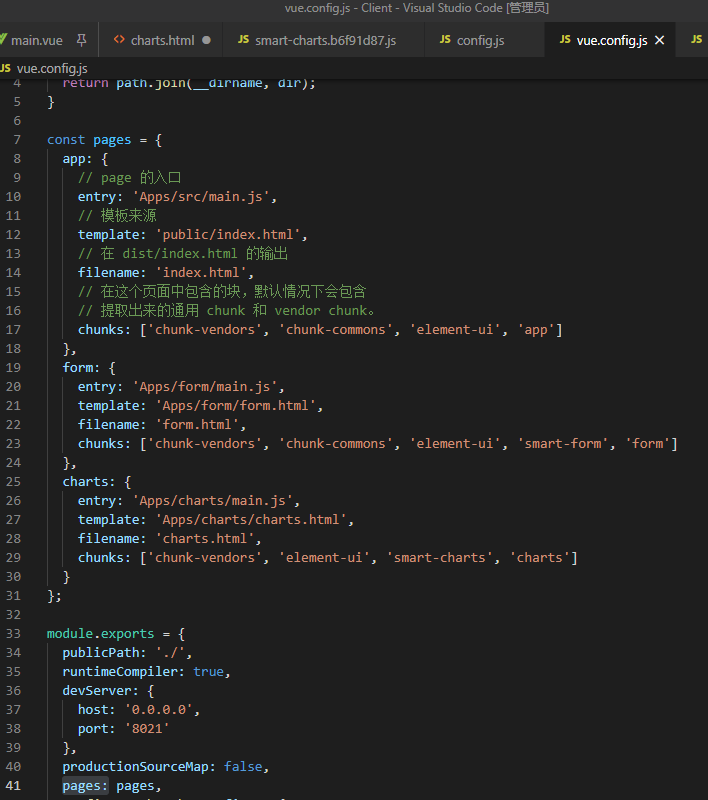 vue.config.js - Client - Visual Studio Code [管理员]
main.vue charts.html smart-charts.b6f91d87.js config.js vue.config.js JS
JS vue.config.js
4 return path.join(__dirname, dir);
5 }
6
7 const pages = {
8 app: {
9 // page 的入口
10 entry: 'Apps/src/main.js',
11 // 模板来源
12 template: 'public/index.html',
13 // 在 dist/index.html 的输出
14 filename: 'index.html',
15 // 在这个页面中包含的块，默认情况下会包含
16 // 提取出来的通用 chunk 和 vendor chunk。
17 chunks: ['chunk-vendors', 'chunk-commons', 'element-ui', 'app']
18 },
19 form: {
20 entry: 'Apps/form/main.js',
21 template: 'Apps/form/form.html',
22 filename: 'form.html',
23 chunks: ['chunk-vendors', 'chunk-commons', 'element-ui', 'smart-form', 'form']
24 },
25 charts: {
26 entry: 'Apps/charts/main.js',
27 template: 'Apps/charts/charts.html',
28 filename: 'charts.html',
29 chunks: ['chunk-vendors', 'element-ui', 'smart-charts', 'charts']
30 }
31 };
32
33 module.exports = {
34 publicPath: './',
35 runtimeCompiler: true,
36 devServer: {
37 host: '0.0.0.0',
38 port: '8021'
39 },
40 productionSourceMap: false,
41 pages: pages,